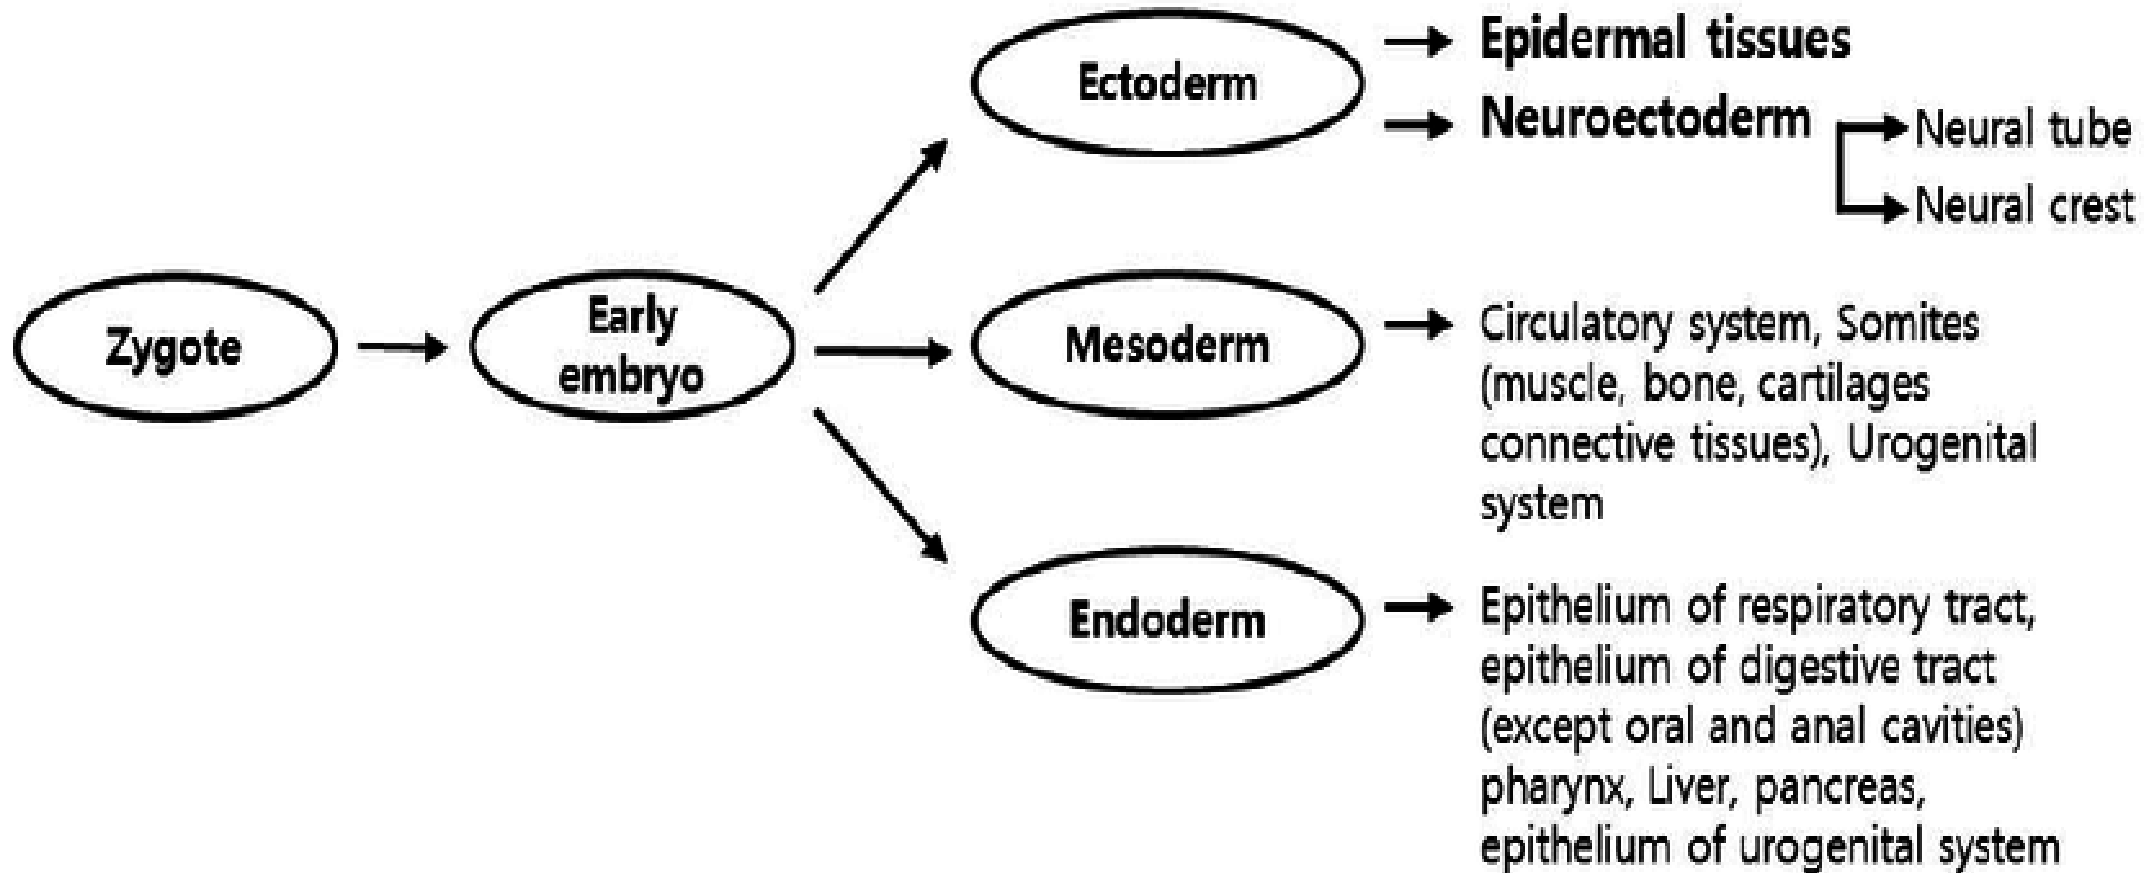 Ectoderm
Epidermal tissues
Neuroectoderm
Neural tube
Neural crest
Zygote
Early
embryo
Mesoderm
Circulatory system, Somites
(muscle, bone, cartilages
connective tissues), Urogenital
system
Endoderm
Epithelium of respiratory tract,
epithelium of digestive tract
(except oral and anal cavities)
pharynx, Liver, pancreas,
epithelium of urogenital system